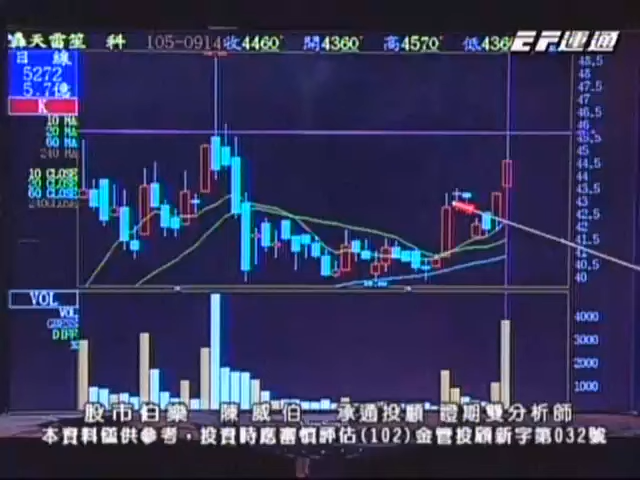 轟天雷笙科 105-0914收4460 開4360 高4570 低436
EF運通
日 線
5272
5.7億
K
10 MA
20 MA
60 MA
240 MA
10 CLOSE
20 CLOSE
60 CLOSE
240CLOSE
48.5
48
47.5
47
46.5
46
45.5
45
44.5
44
43.5
43
42.5
42
41.5
41
40.5
40
VOL
VOL
DIFF
4000
3000
2000
1000
股市日樂 陳威伯 承通投顧 證期雙分析師
本資料僅供參考，投資時應審慎評估(102)金管投顧新字第032號